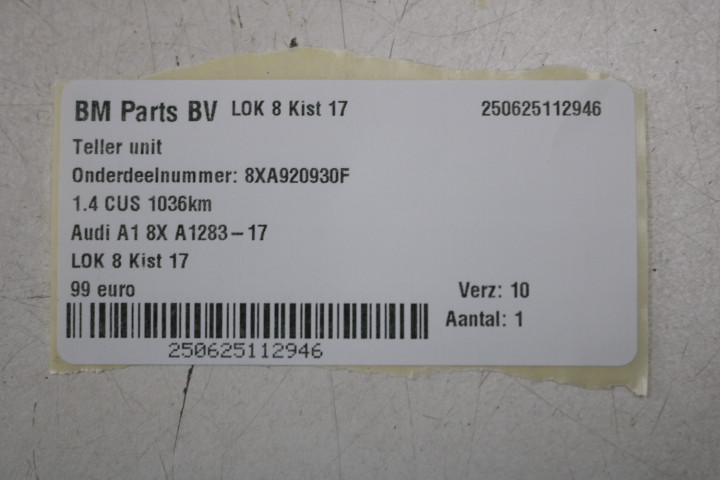 BM Parts BV LOK 8 Kist 17 250625112946
Teller unit
Onderdeelnummer: 8XA920930F
1.4 CUS 1036km
Audi A1 8X A1283-17
LOK 8 Kist 17
99 euro Verz: 10
Aantal: 1
250625112946